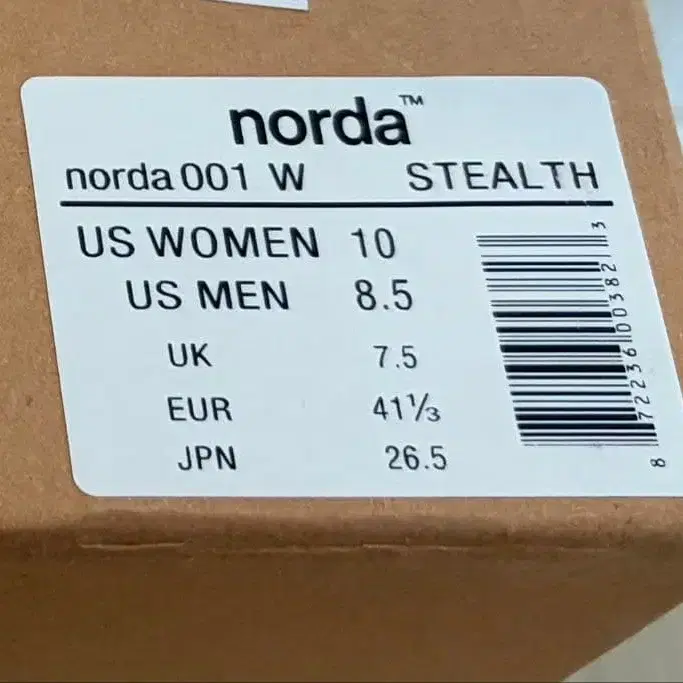 norda™
norda 001 W STEALTH
US WOMEN 10
US MEN 8.5
UK 7.5
EUR 41⅓
JPN 26.5
8 72236 00382 3